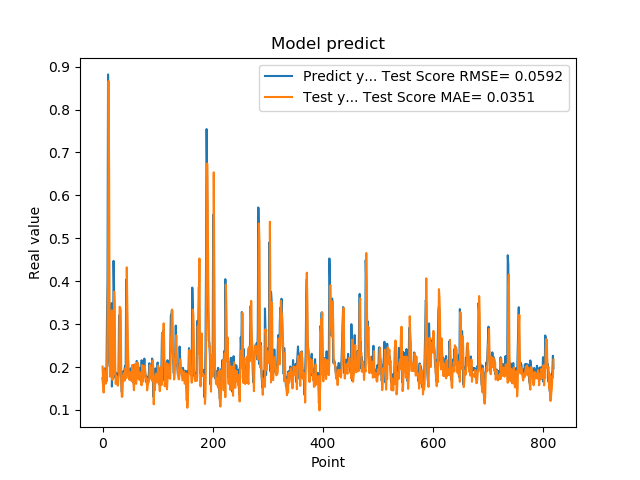 Model predict
Predict y... Test Score RMSE= 0.0592
Test y... Test Score MAE= 0.0351
0.9
0.8
0.7
0.6
0.5
0.4
0.3
0.2
0.1
Real value
0 200 400 600 800
Point